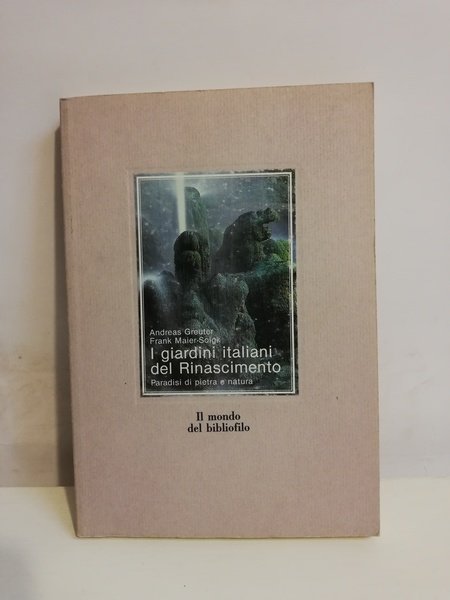 Andreas Greuter
Frank Maier-Solgk
I giardini italiani
del Rinascimento
Paradisi di pietra e natura
Il mondo
del bibliofilo